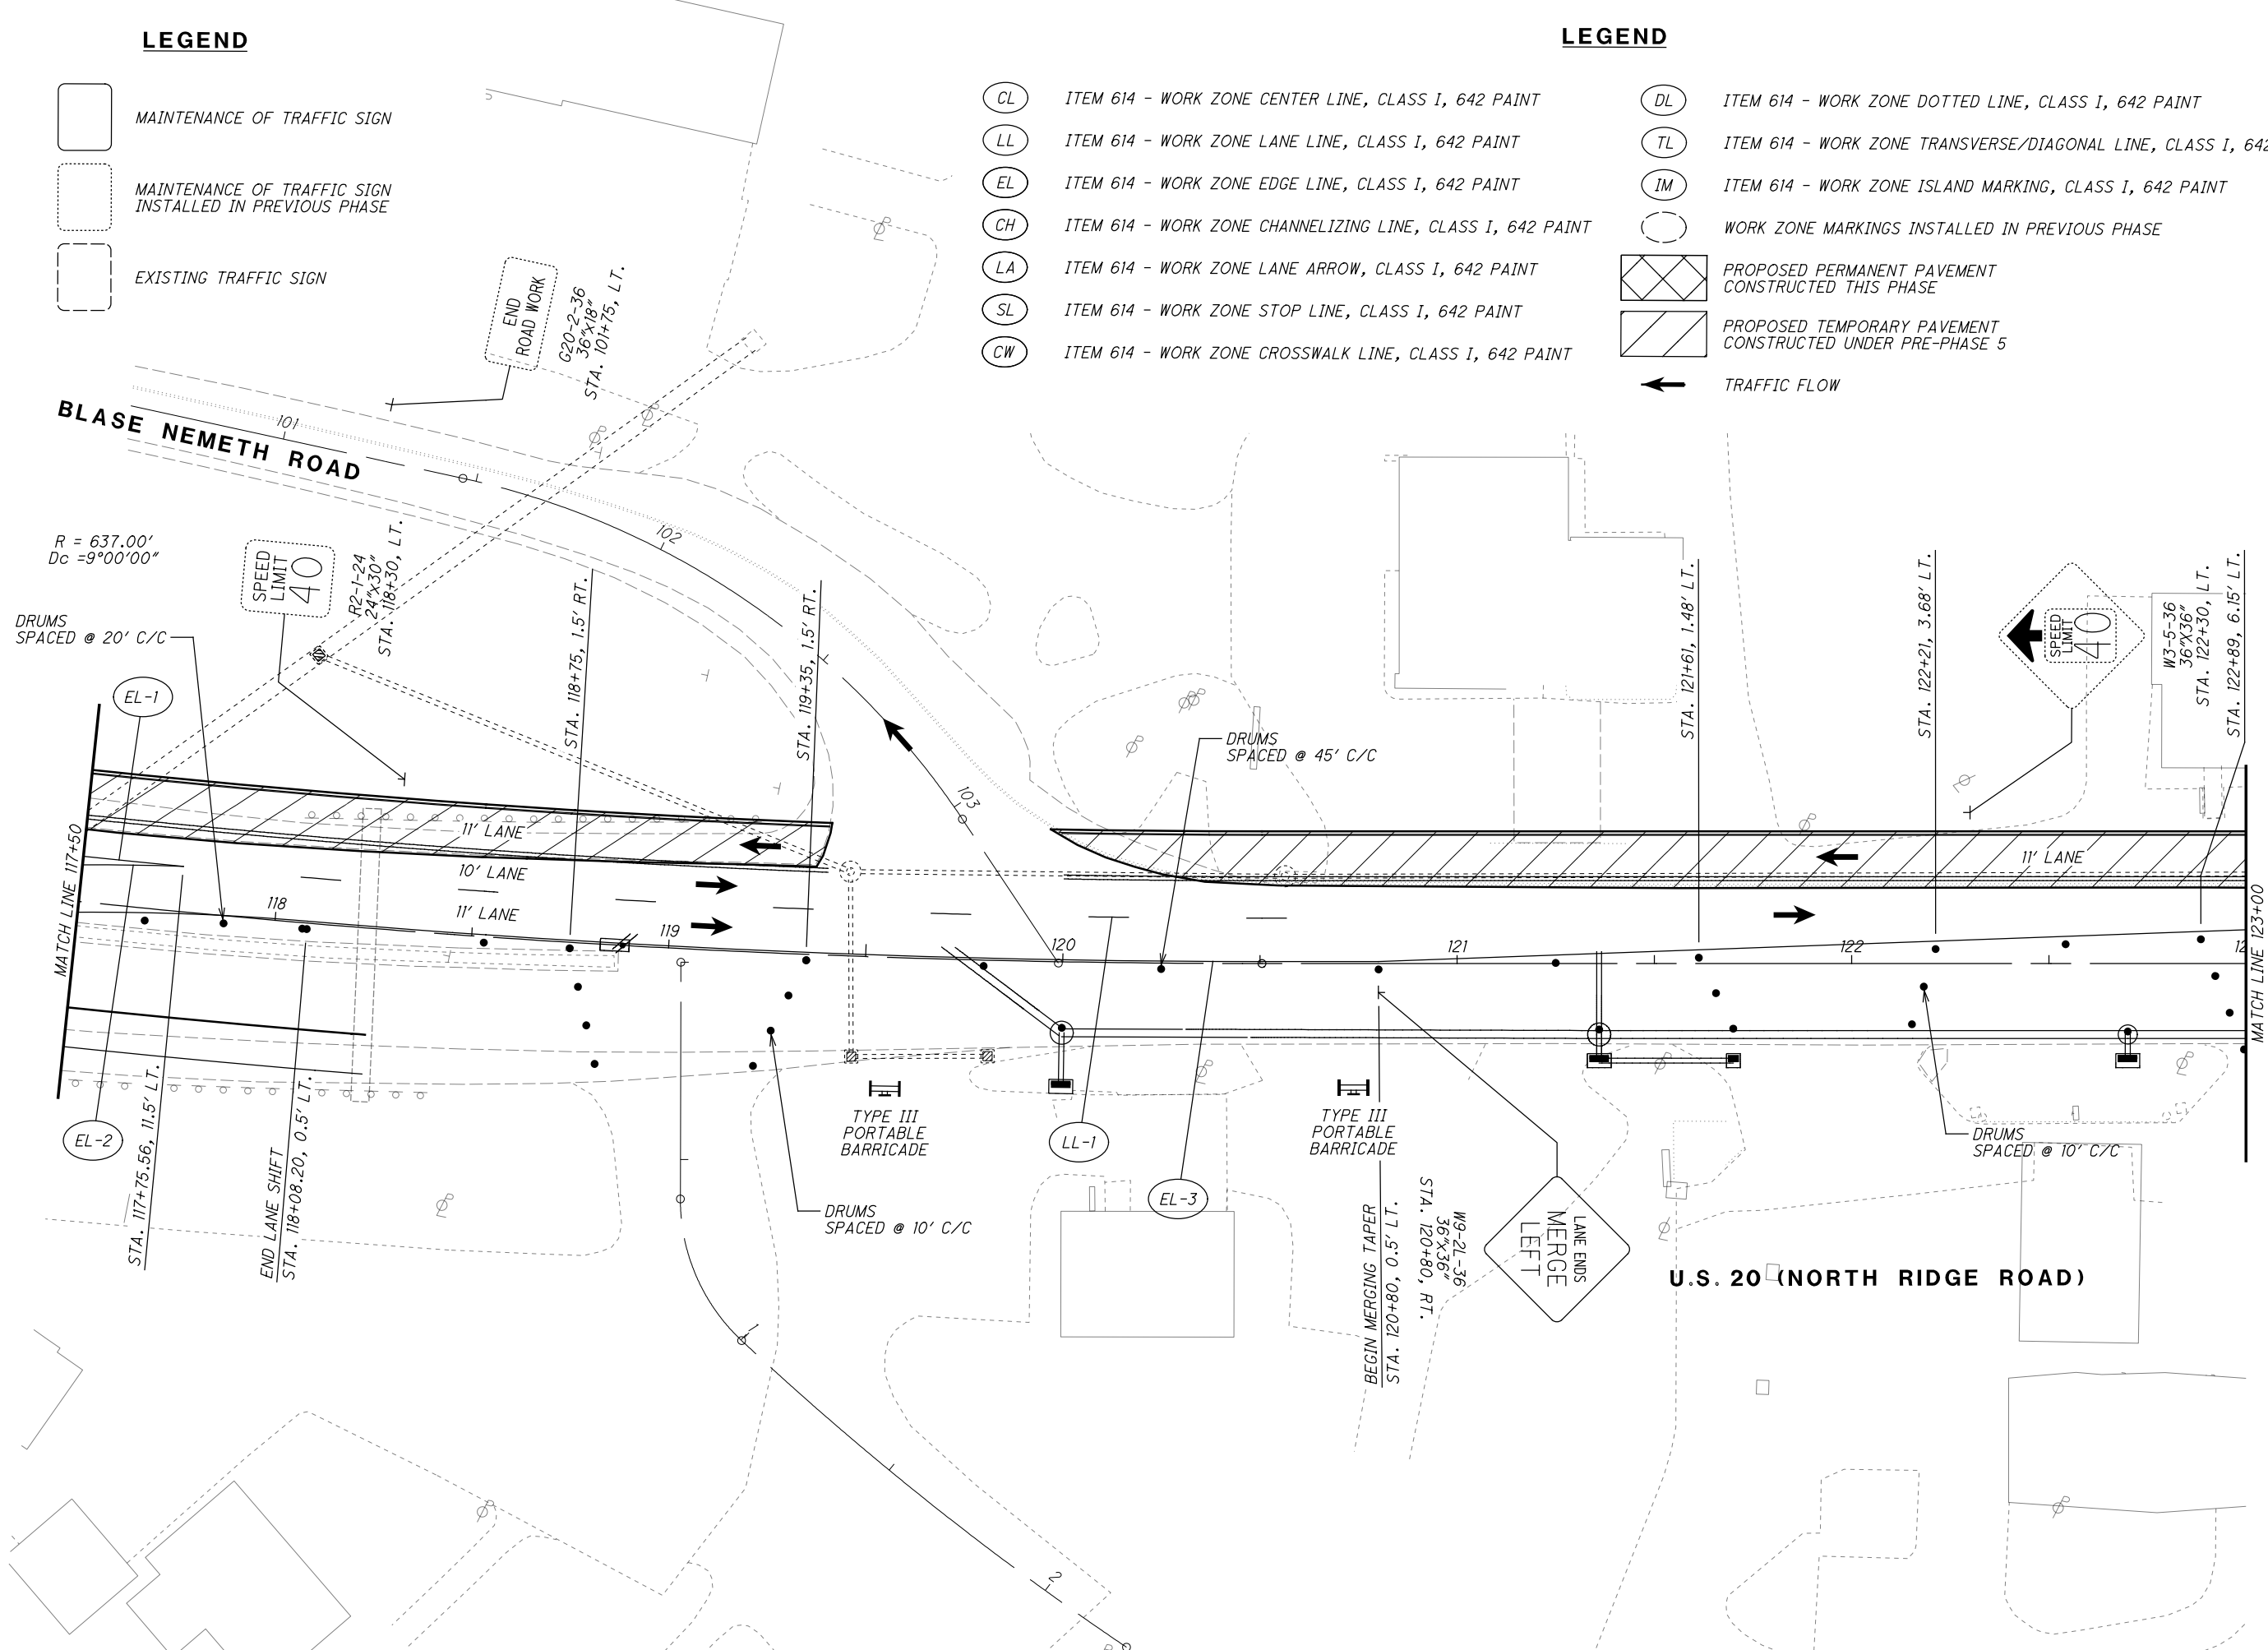 LEGEND
MAINTENANCE OF TRAFFIC SIGN
MAINTENANCE OF TRAFFIC SIGN
INSTALLED IN PREVIOUS PHASE
EXISTING TRAFFIC SIGN
LEGEND
CL ITEM 614 - WORK ZONE CENTER LINE, CLASS I, 642 PAINT
LL ITEM 614 - WORK ZONE LANE LINE, CLASS I, 642 PAINT
EL ITEM 614 - WORK ZONE EDGE LINE, CLASS I, 642 PAINT
CH ITEM 614 - WORK ZONE CHANNELIZING LINE, CLASS I, 642 PAINT
LA ITEM 614 - WORK ZONE LANE ARROW, CLASS I, 642 PAINT
SL ITEM 614 - WORK ZONE STOP LINE, CLASS I, 642 PAINT
CW ITEM 614 - WORK ZONE CROSSWALK LINE, CLASS I, 642 PAINT
DL ITEM 614 - WORK ZONE DOTTED LINE, CLASS I, 642 PAINT
TL ITEM 614 - WORK ZONE TRANSVERSE/DIAGONAL LINE, CLASS I, 642
IM ITEM 614 - WORK ZONE ISLAND MARKING, CLASS I, 642 PAINT
WORK ZONE MARKINGS INSTALLED IN PREVIOUS PHASE
PROPOSED PERMANENT PAVEMENT
CONSTRUCTED THIS PHASE
PROPOSED TEMPORARY PAVEMENT
CONSTRUCTED UNDER PRE-PHASE 5
TRAFFIC FLOW
END
ROAD WORK
G20-2-36
36"x18"
STA. 101+75, LT.
BLASE NEMETH ROAD
101
102
103
R = 637.00'
Dc =9°00'00"
SPEED
LIMIT
40
R2-1-24
24"x30"
STA. 118+30, LT.
DRUMS
SPACED @ 20' C/C
EL-1
STA. 118+75, 1.5' RT.
STA. 119+35, 1.5' RT.
DRUMS
SPACED @ 45' C/C
STA. 121+61, 1.48' LT.
STA. 122+21, 3.68' LT.
SPEED
LIMIT
40
W3-5-36
36"X36"
STA. 122+30, LT.
STA. 122+89, 6.15' LT.
MATCH LINE 117+50
11' LANE
10' LANE
11' LANE
11' LANE
118
119
120
121
122
12
MATCH LINE 123+00
EL-2
STA. 117+75.56, 11.5' LT.
END LANE SHIFT
STA. 118+08.20, 0.5' LT.
TYPE III
PORTABLE
BARRICADE
DRUMS
SPACED @ 10' C/C
LL-1
EL-3
TYPE III
PORTABLE
BARRICADE
BEGIN MERGING TAPER
STA. 120+80, 0.5' LT.
W9-2L-36
36"X36"
STA. 120+80, RT.
LANE ENDS
MERGE
LEFT
DRUMS
SPACED @ 10' C/C
U.S. 20 (NORTH RIDGE ROAD)
1
2